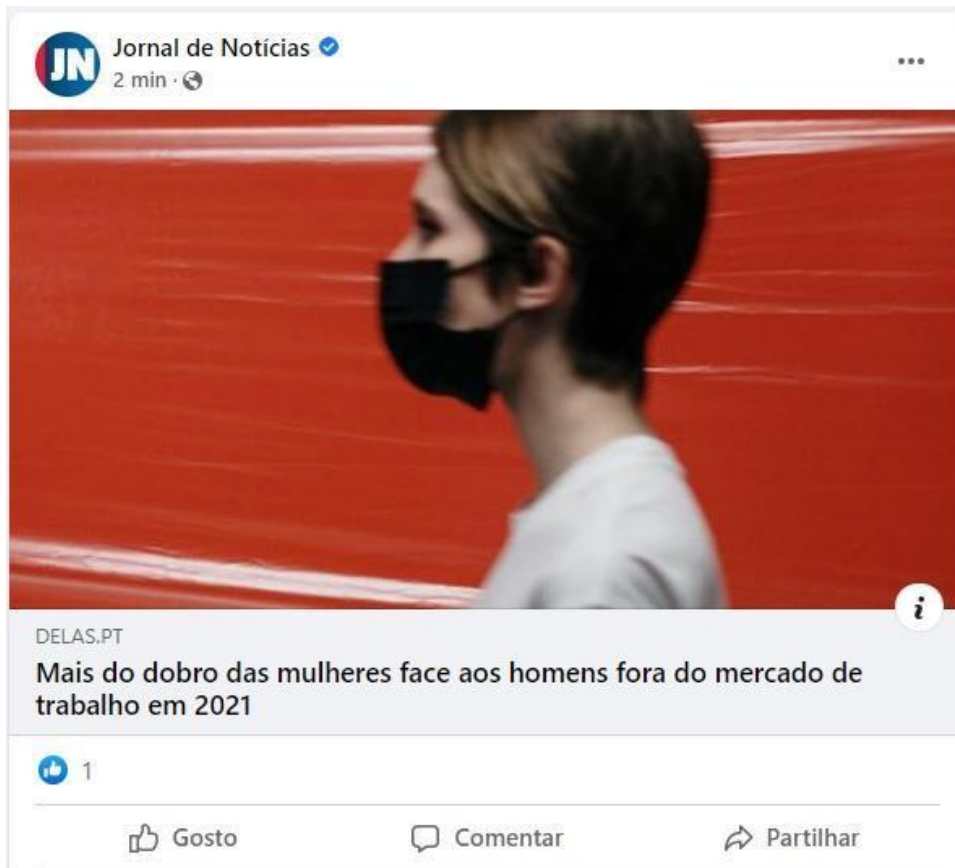 JN
Jornal de Notícias
2 min ·
DELAS.PT
Mais do dobro das mulheres face aos homens fora do mercado de
trabalho em 2021
1
Gosto Comentar Partilhar